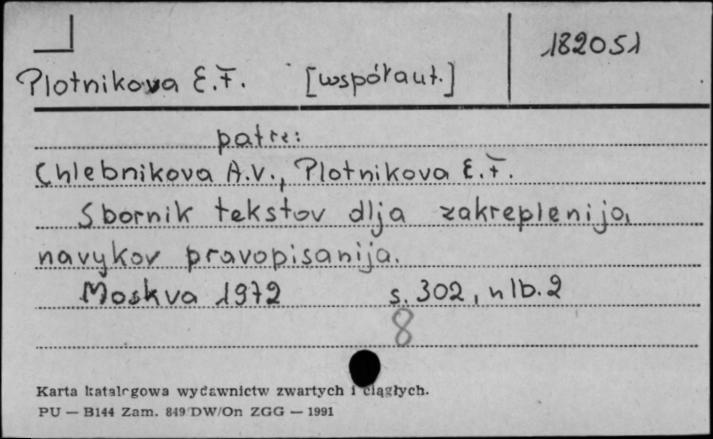 182051
Plotnikova E.F. [współaut.]
patrz:
Chlebnikova A.V., Plotnikova E.F.
Sbornik tekstov dlja zakreplenija
navykov pravopisanija.
Moskva 1972 s. 302, nlb. 2
8
Karta katalogowa wydawnictw zwartych i ciągłych.
PU — B144 Zam. 849/DW/On ZGG — 1991